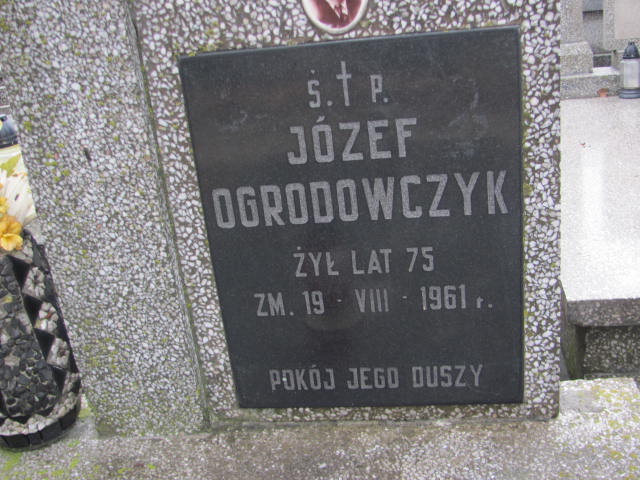 Ś.†P.
JÓZEF
OGRODOWCZYK
ŻYŁ LAT 75
ZM. 19 - VIII - 1961 r.
POKÓJ JEGO DUSZY